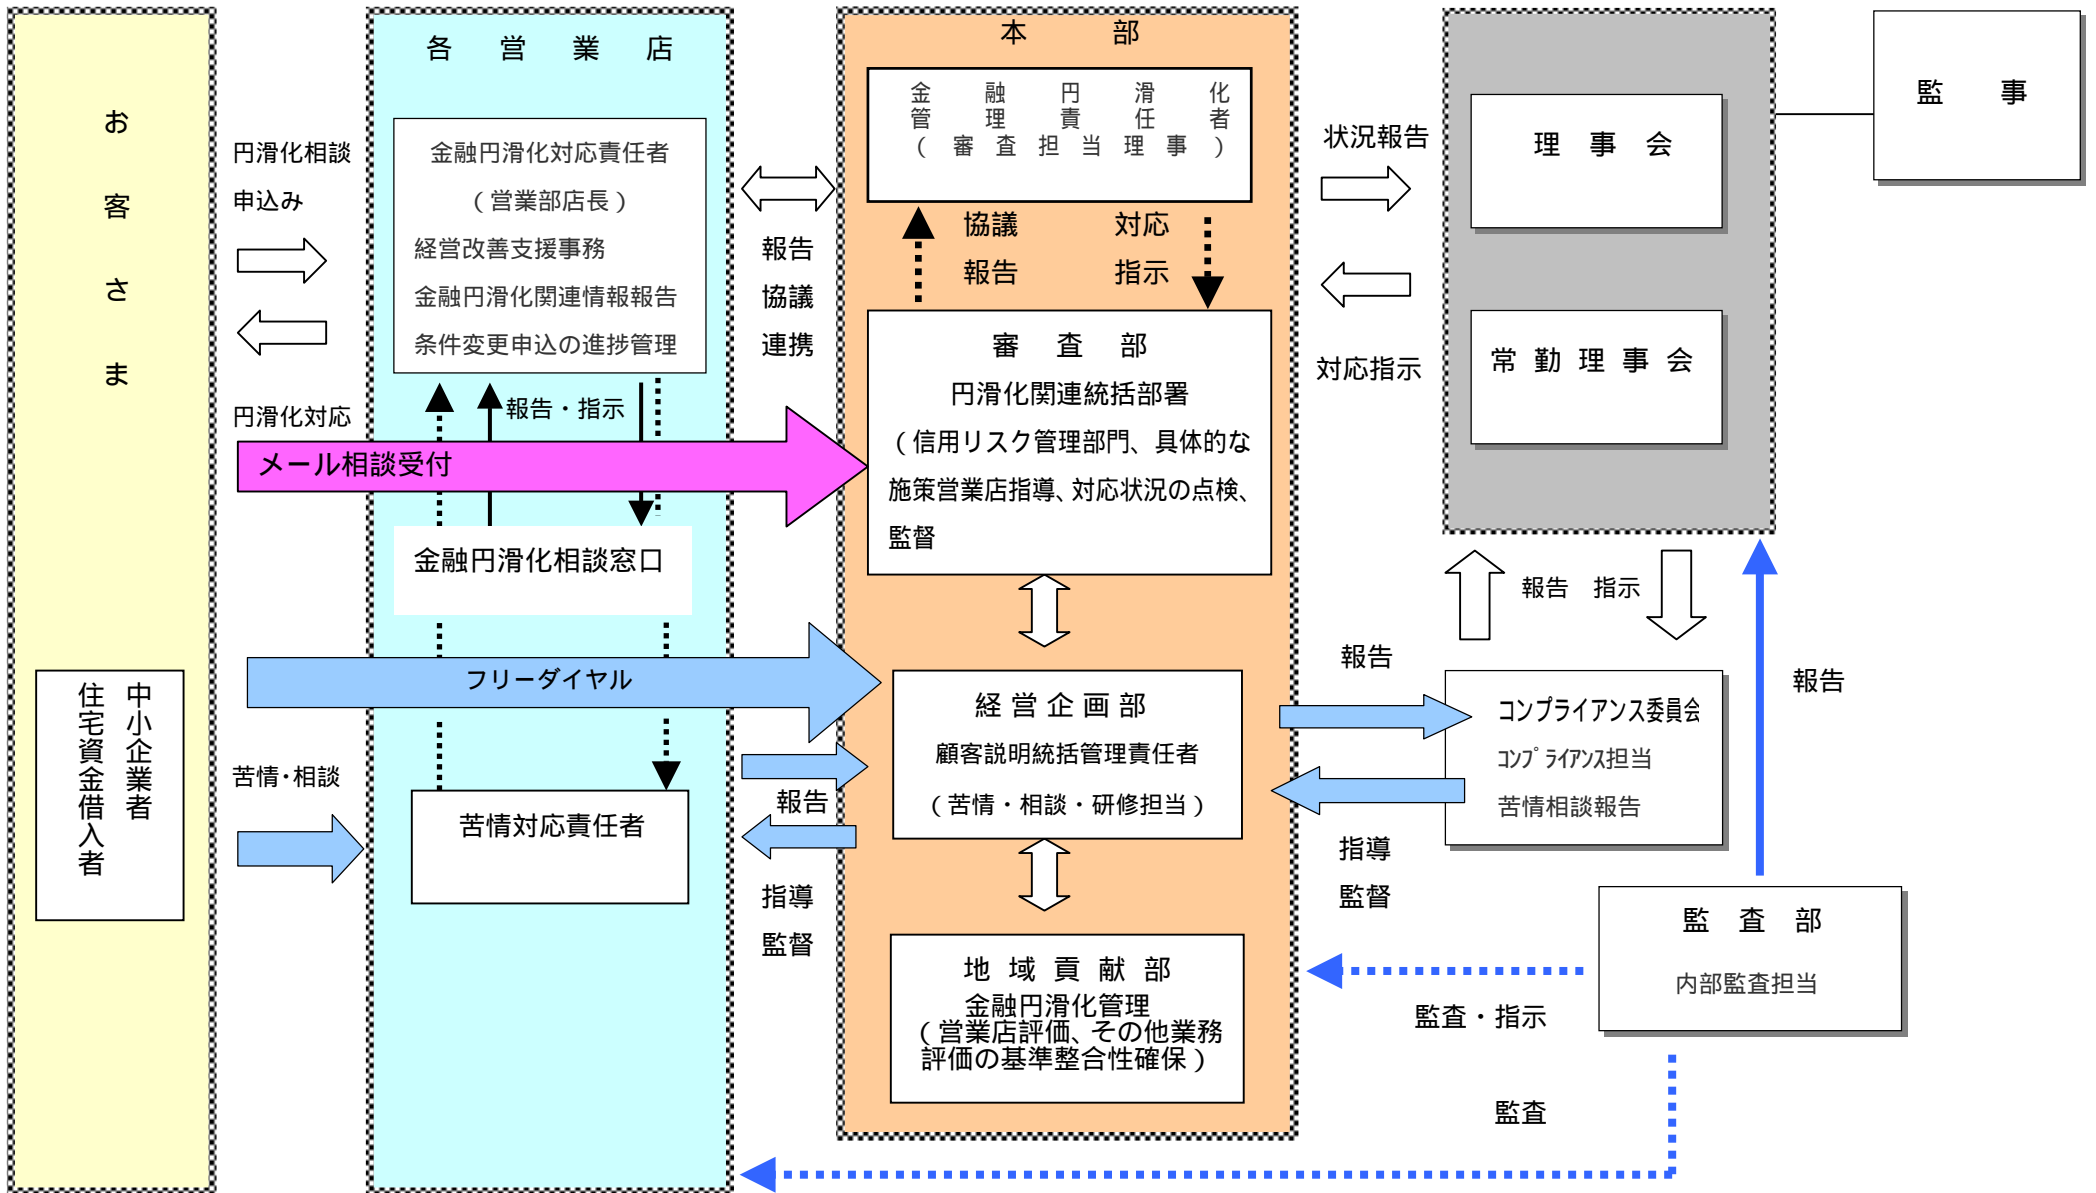 お客さま
中小企業者
住宅資金借入者
円滑化相談
申込み
円滑化対応
メール相談受付
フリーダイヤル
苦情・相談
各営業店
金融円滑化対応責任者
（営業部店長）
経営改善支援事務
金融円滑化関連情報報告
条件変更申込の進捗管理
報告・指示
金融円滑化相談窓口
苦情対応責任者
報告
協議
連携
報告
指導
監督
本部
金融円滑化
管理責任者
（審査担当理事）
協議
報告
対応
指示
審査部
円滑化関連統括部署
（信用リスク管理部門、具体的な
施策営業店指導、対応状況の点検、
監督
経営企画部
顧客説明統括管理責任者
（苦情・相談・研修担当）
地域貢献部
金融円滑化管理
（営業店評価、その他業務
評価の基準整合性確保）
状況報告
対応指示
理事会
常勤理事会
監事
報告　指示
報告
指導
監督
コンプライアンス委員会
ｺﾝﾌﾟﾗｲｱﾝｽ担当
苦情相談報告
報告
監査部
内部監査担当
監査・指示
監査